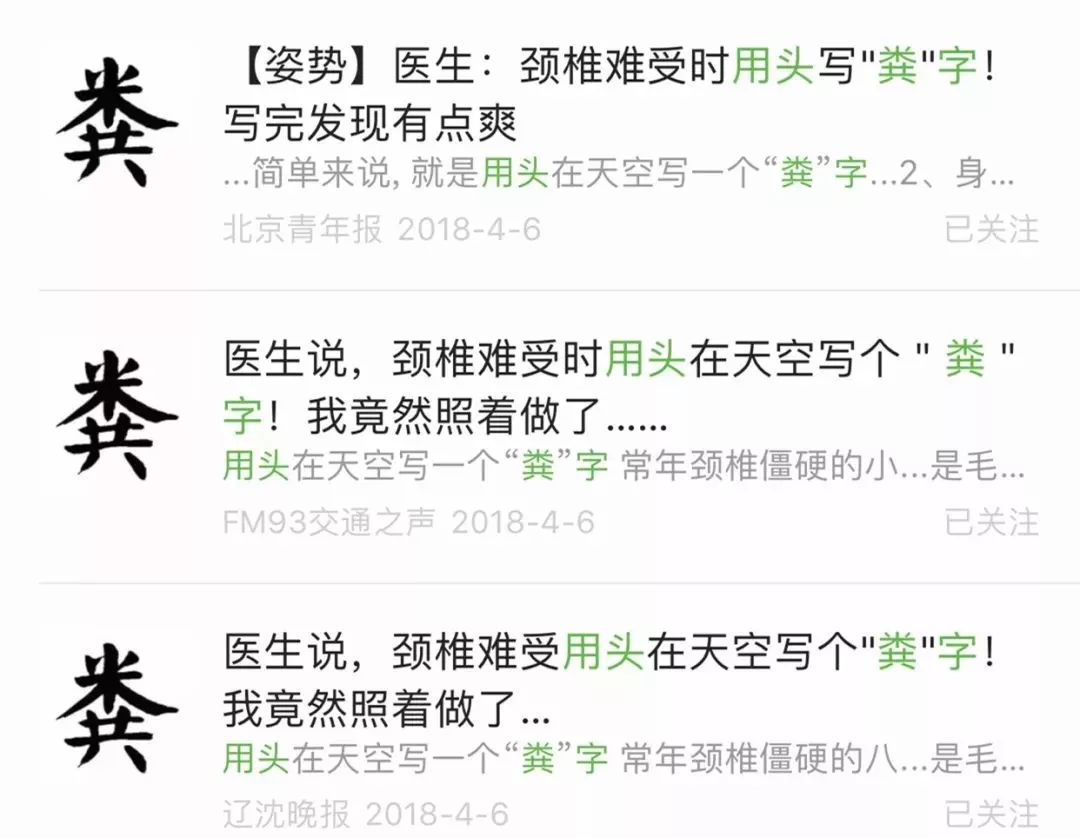 粪
【姿势】医生：颈椎难受时用头写"粪"字！
写完发现有点爽
...简单来说，就是用头在天空写一个“粪”字...2、身...
北京青年报 2018-4-6 已关注
粪
医生说，颈椎难受时用头在天空写个 " 粪 "
字！我竟然照着做了......
用头在天空写一个“粪”字 常年颈椎僵硬的小...是毛...
FM93交通之声 2018-4-6 已关注
粪
医生说，颈椎难受用头在天空写个"粪"字！
我竟然照着做了...
用头在天空写一个“粪”字 常年颈椎僵硬的八...是毛...
辽沈晚报 2018-4-6 已关注